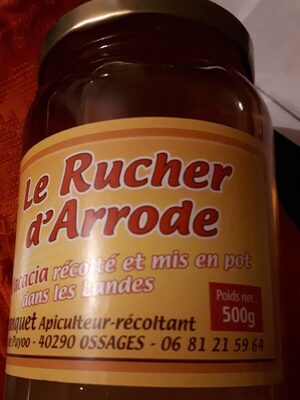 Le Rucher
d'Arrode
Acacia récolté et mis en pot
dans les Landes
Poids net :
500g
Apiculteur-récoltant
Puyoo - 40290 OSSAGES - 06 81 21 59 64